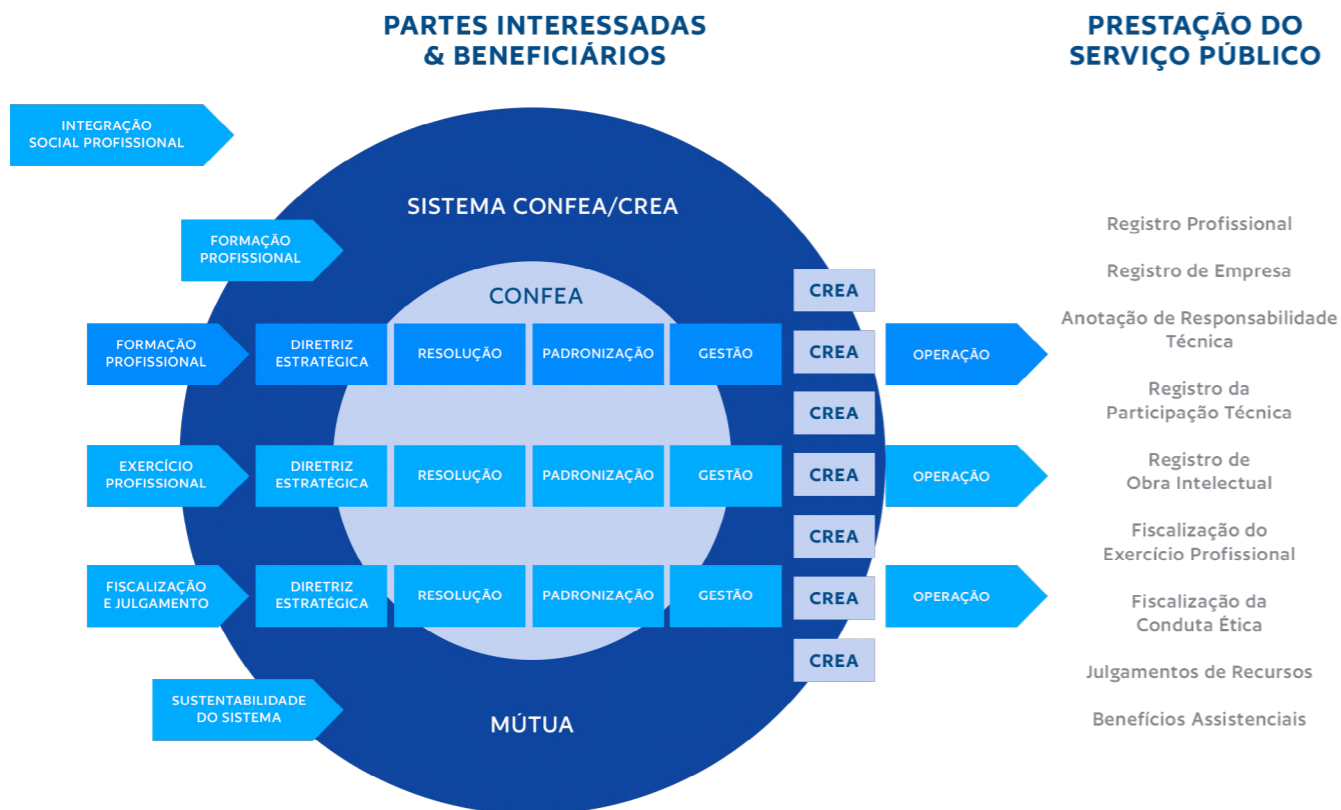 PARTES INTERESSADAS
& BENEFICIÁRIOS
PRESTAÇÃO DO
SERVIÇO PÚBLICO
INTEGRAÇÃO
SOCIAL PROFISSIONAL
SISTEMA CONFEA/CREA
FORMAÇÃO
PROFISSIONAL
CONFEA
CREA
FORMAÇÃO
PROFISSIONAL
DIRETRIZ
ESTRATÉGICA
RESOLUÇÃO
PADRONIZAÇÃO
GESTÃO
CREA
OPERAÇÃO
CREA
EXERCÍCIO
PROFISSIONAL
DIRETRIZ
ESTRATÉGICA
RESOLUÇÃO
PADRONIZAÇÃO
GESTÃO
CREA
OPERAÇÃO
CREA
FISCALIZAÇÃO
E JULGAMENTO
DIRETRIZ
ESTRATÉGICA
RESOLUÇÃO
PADRONIZAÇÃO
GESTÃO
CREA
OPERAÇÃO
CREA
SUSTENTABILIDADE
DO SISTEMA
MÚTUA
Registro Profissional
Registro de Empresa
Anotação de Responsabilidade
Técnica
Registro da
Participação Técnica
Registro de
Obra Intelectual
Fiscalização do
Exercício Profissional
Fiscalização da
Conduta Ética
Julgamentos de Recursos
Benefícios Assistenciais